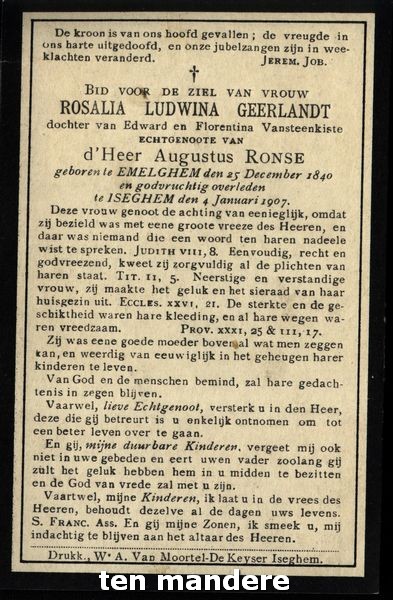 De kroon is van ons hoofd gevallen ; de vreugde in
ons harte uitgedoofd, en onze jubelzangen zijn in wee-
klachten veranderd. JEREM. JOB.
†
BID VOOR DE ZIEL VAN VROUW
ROSALIA LUDWINA GEERLANDT
dochter van Edward en Florentina Vansteenkiste
ECHTGENOOTE VAN
d'Heer Augustus RONSE
geboren te EMELGHEM den 25 December 1840
en godvruchtig overleden
te ISEGHEM den 4 Januari 1907.
Deze vrouw genoot de achting van eenieglijk, omdat
zij bezield was met eene groote vreeze des Heeren, en
daar was niemand die een woord ten haren nadeele
wist te spreken. JUDITH VIII, 8. Eenvoudig, recht en
godvreezend, kweet zij zorgvuldig al de plichten van
haren staat. TIT. II, 5. Neerstige en verstandige
vrouw, zij maakte het geluk en het sieraad van haar
huisgezin uit. ECCLES. XXVI, 21. De sterkte en de ge-
schiktheid waren hare kleeding, en al hare wegen wa-
ren vreedzaam. PROV. XXXI, 25 & III, 17.
Zij was eene goede moeder boven al wat men zeggen
kan, en weerdig van eeuwiglijk in het geheugen harer
kinderen te leven.
Van God en de menschen bemind, zal hare gedach-
tenis in zegen blijven.
Vaarwel, lieve Echtgenoot, versterk u in den Heer,
deze die gij betreurt is u enkelijk ontnomen om tot
een beter leven over te gaan.
En gij, mijne duurbare Kinderen, vergeet mij ook
niet in uwe gebeden en eert uwen vader zoolang gij
zult het geluk hebben hem in u midden te bezitten
en de God van vrede zal met u zijn.
Vaartwel, mijne Kinderen, ik laat u in de vrees des
Heeren, behoudt dezelve al de dagen uws levens.
S. FRANC. ASS. En gij mijne Zonen, ik smeek u, mij
indachtig te blijven aan het altaar des Heeren.
Drukk., We A. Van Moortel-De Keyser Iseghem.
ten mandere